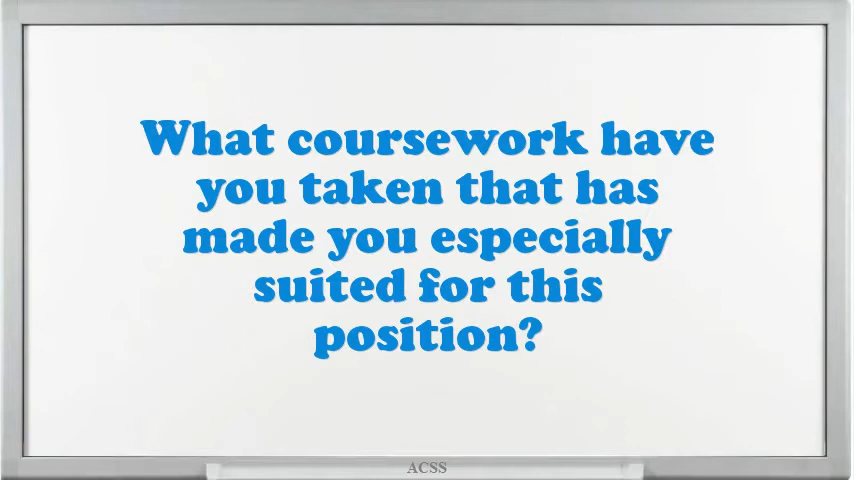 What coursework have
you taken that has
made you especially
suited for this
position?
ACSS